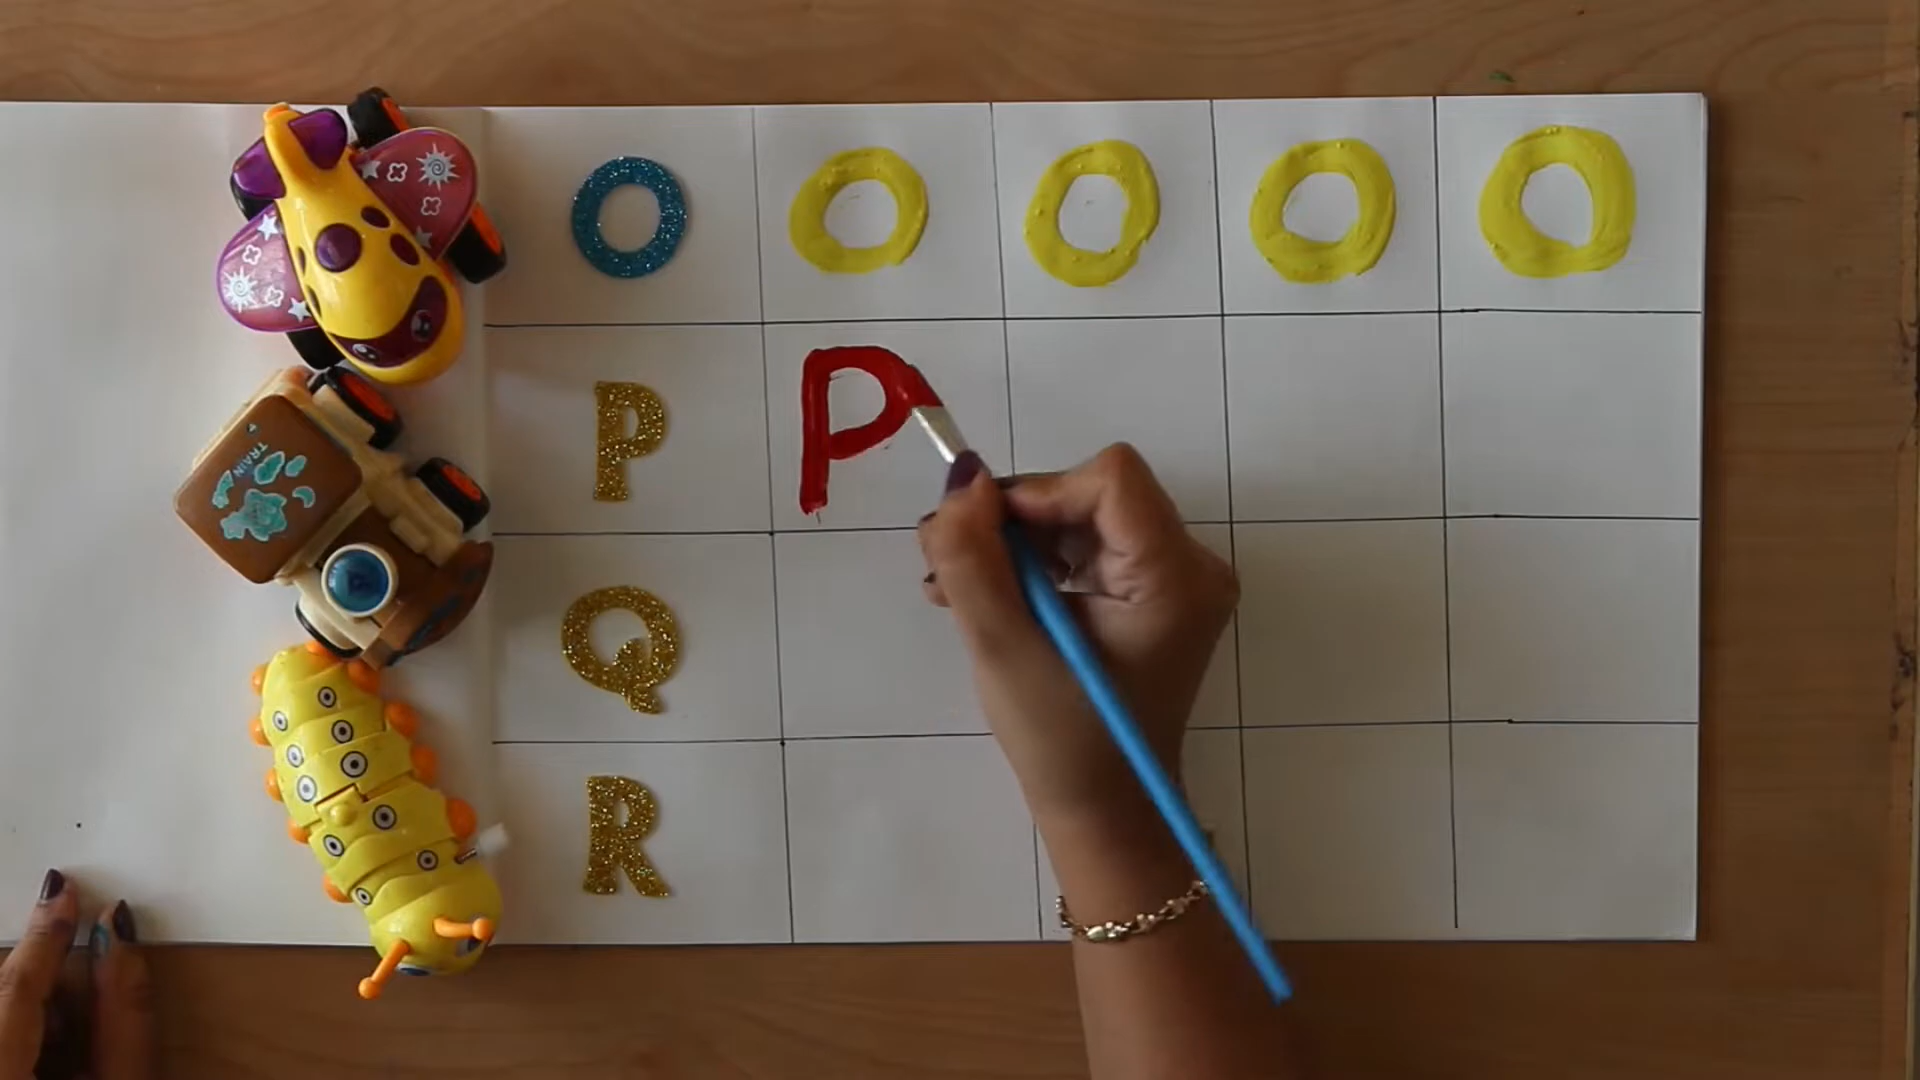 O O O O O
P P
Q
R
TRAIN